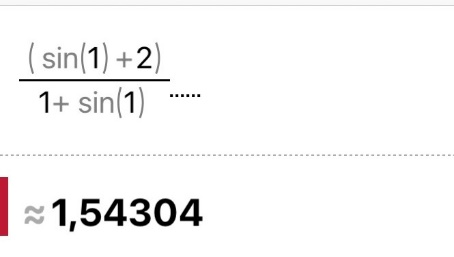 ( sin(1) +2)
1+ sin(1) ......
≈ 1,54304